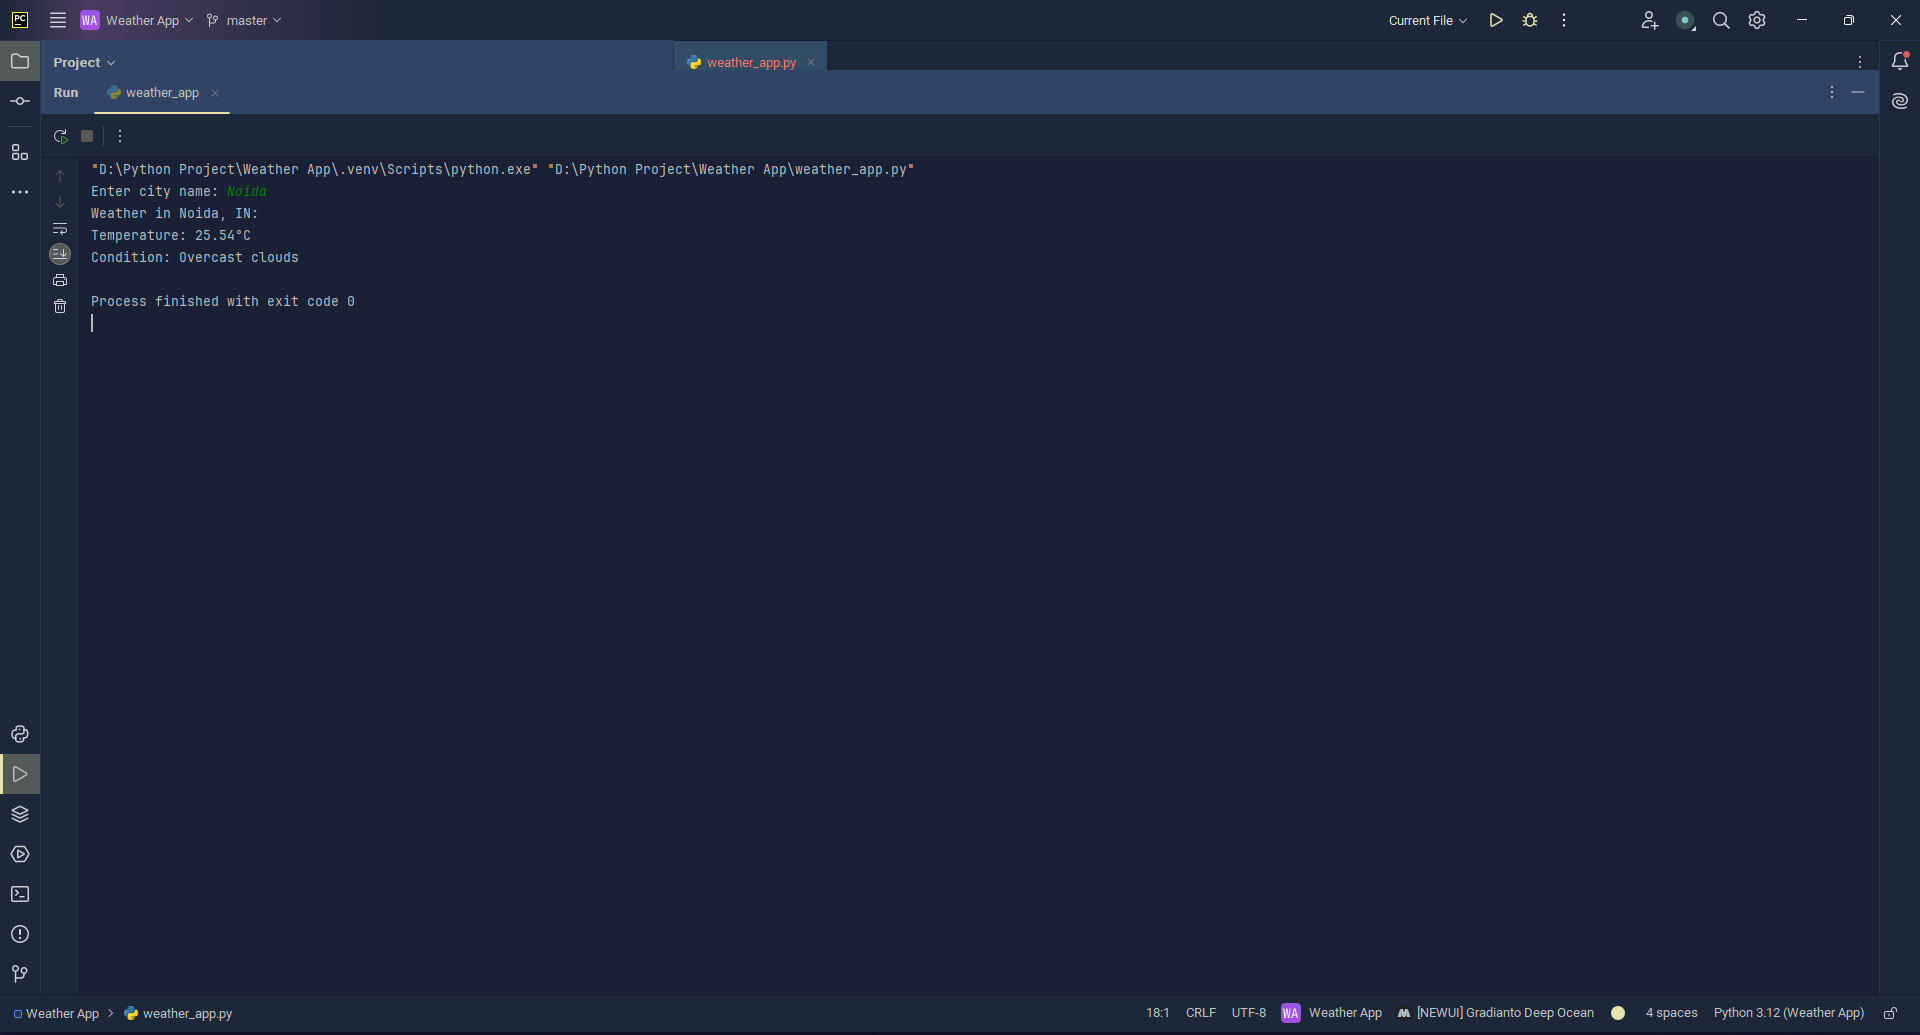 PC WA Weather App master Current File
Project weather_app.py
Run weather_app
"D:\Python Project\Weather App\.venv\Scripts\python.exe" "D:\Python Project\Weather App\weather_app.py"
Enter city name: Noida
Weather in Noida, IN:
Temperature: 25.54°C
Condition: Overcast clouds
Process finished with exit code 0
Weather App > weather_app.py 18:1 CRLF UTF-8 WA Weather App [NEWUI] Gradianto Deep Ocean 4 spaces Python 3.12 (Weather App)